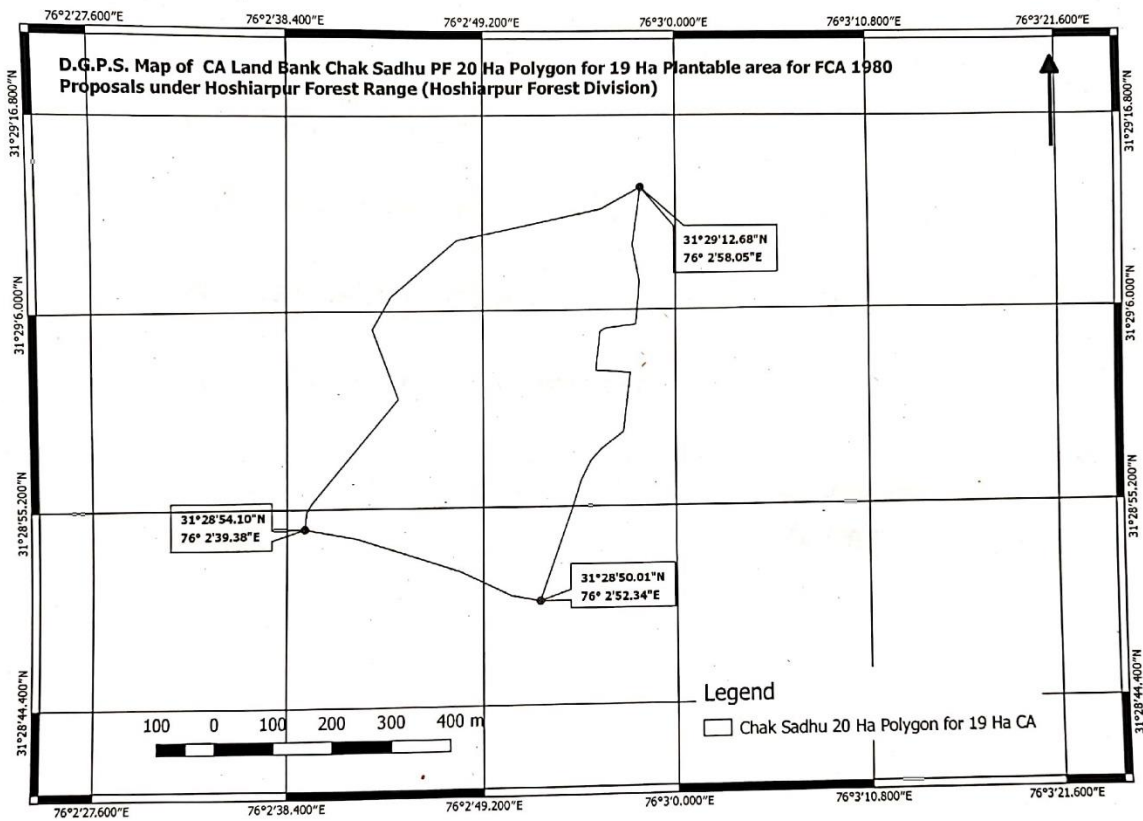 76°2'27.600"E 76°2'38.400"E 76°2'49.200"E 76°3'0.000"E 76°3'10.800"E 76°3'21.600"E
D.G.P.S. Map of CA Land Bank Chak Sadhu PF 20 Ha Polygon for 19 Ha Plantable area for FCA 1980
Proposals under Hoshiarpur Forest Range (Hoshiarpur Forest Division)
31°29'16.800"N
31°29'16.800"N
31°29'12.68"N
76° 2'58.05"E
31°29'6.000"N
31°29'6.000"N
31°28'55.200"N
31°28'55.200"N
31°28'54.10"N
76° 2'39.38"E
31°28'50.01"N
76° 2'52.34"E
31°28'44.400"N
31°28'44.400"N
Legend
Chak Sadhu 20 Ha Polygon for 19 Ha CA
100 0 100 200 300 400 m
76°2'27.600"E 76°2'38.400"E 76°2'49.200"E 76°3'0.000"E 76°3'10.800"E 76°3'21.600"E